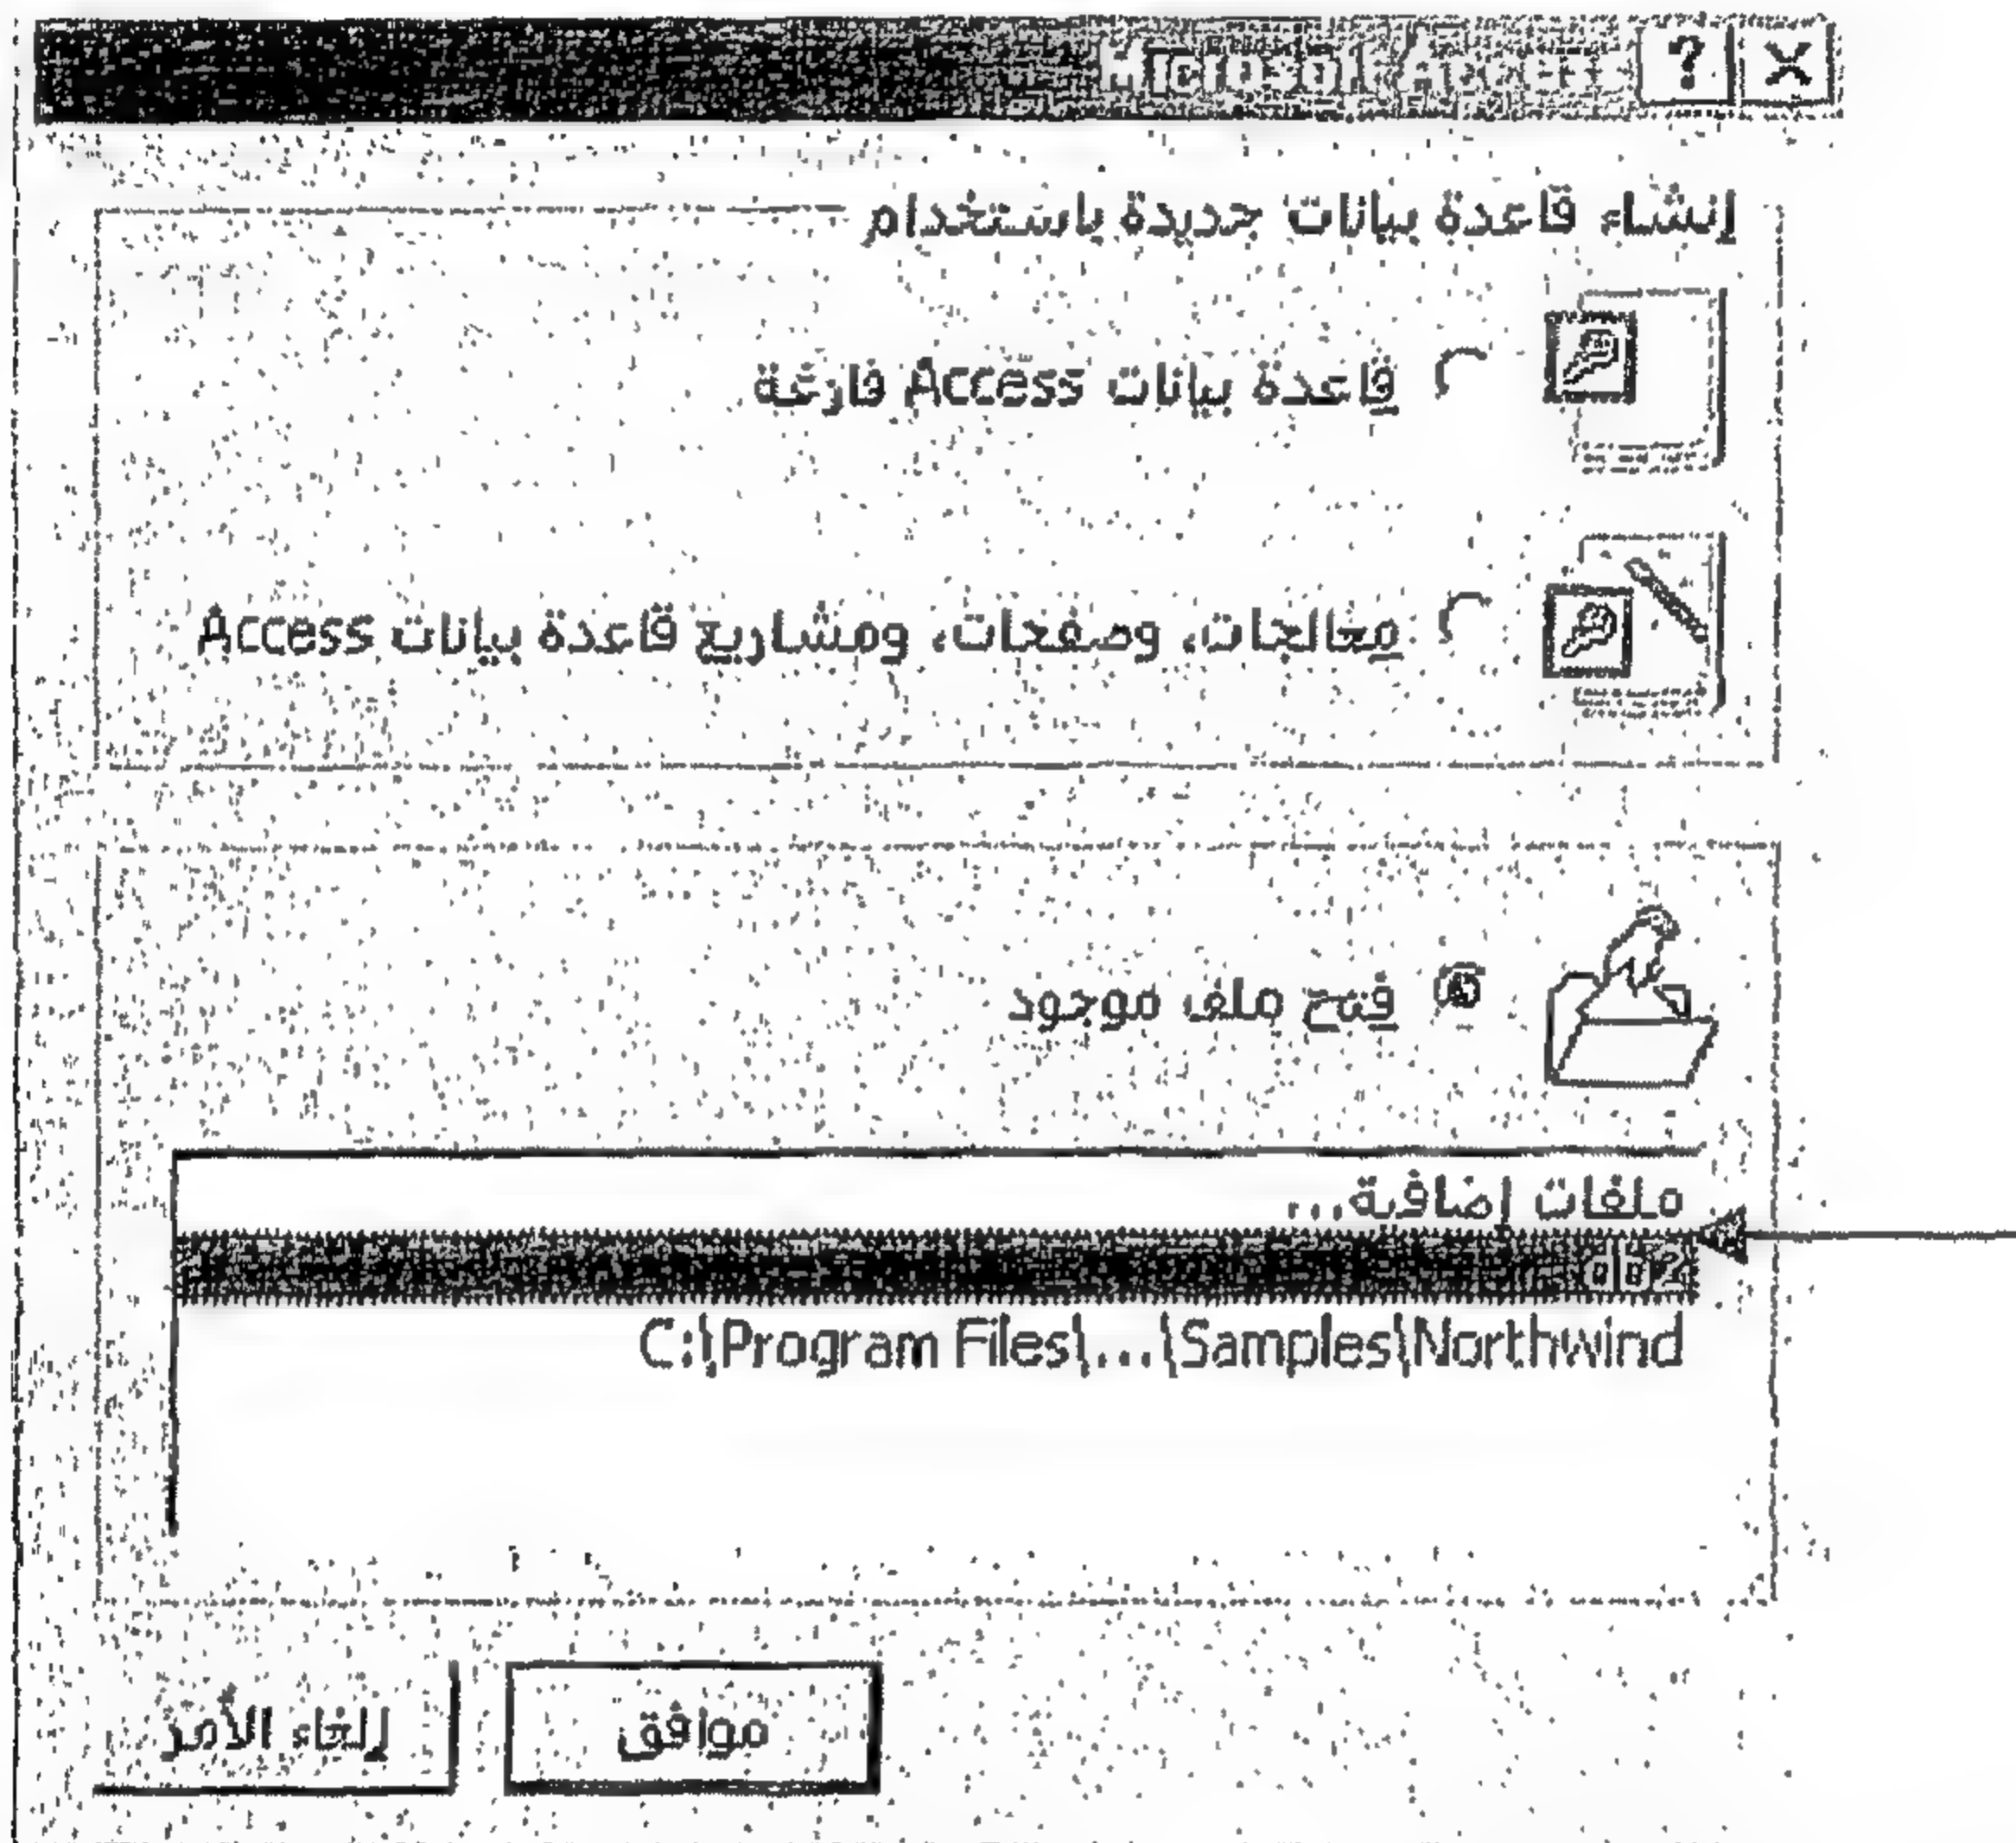 Microsoft Access
إنشاء قاعدة بيانات جديدة باستخدام
قاعدة بيانات Access فارغة
معالجات، وصفحات، ومشاريع قاعدة بيانات Access
فتح ملف موجود
ملفات إضافية...
db2
C:\Program Files\...\Samples\Northwind
موافق
إلغاء الأمر